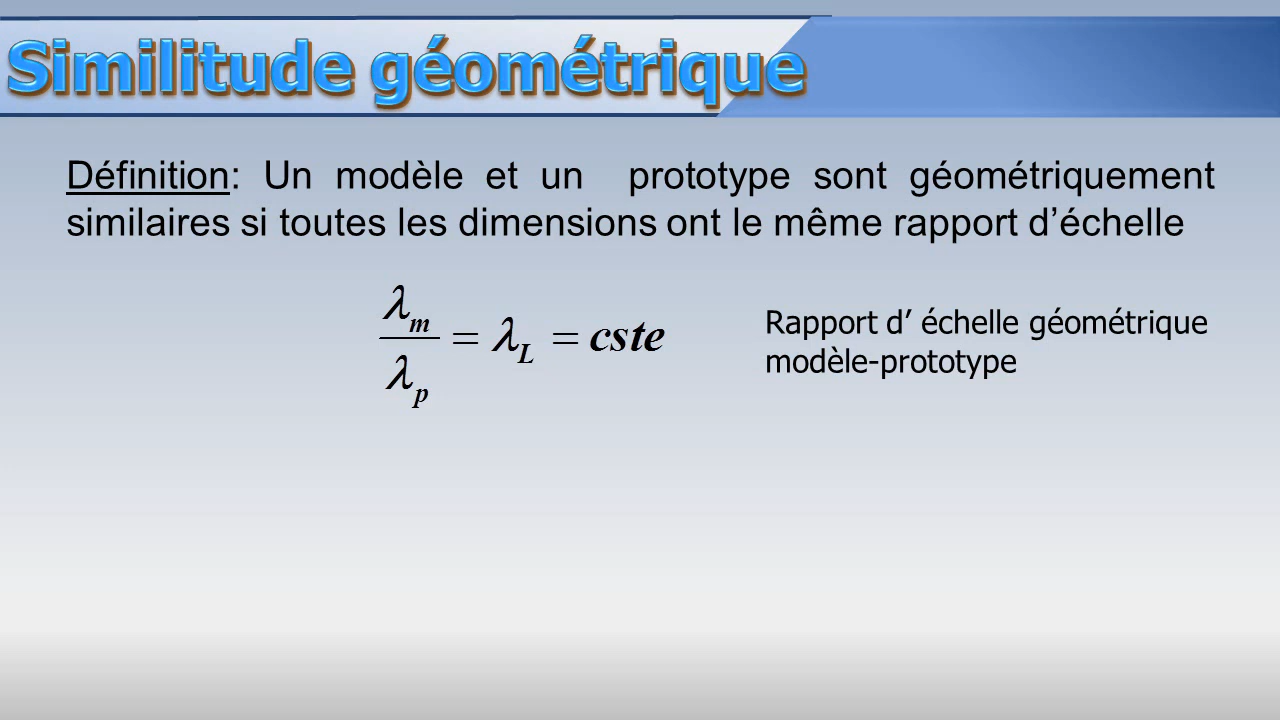 Similitude géométrique
Définition: Un modèle et un prototype sont géométriquement
similaires si toutes les dimensions ont le même rapport d’échelle
λm/λp = λL = cste
Rapport d’ échelle géométrique
modèle-prototype